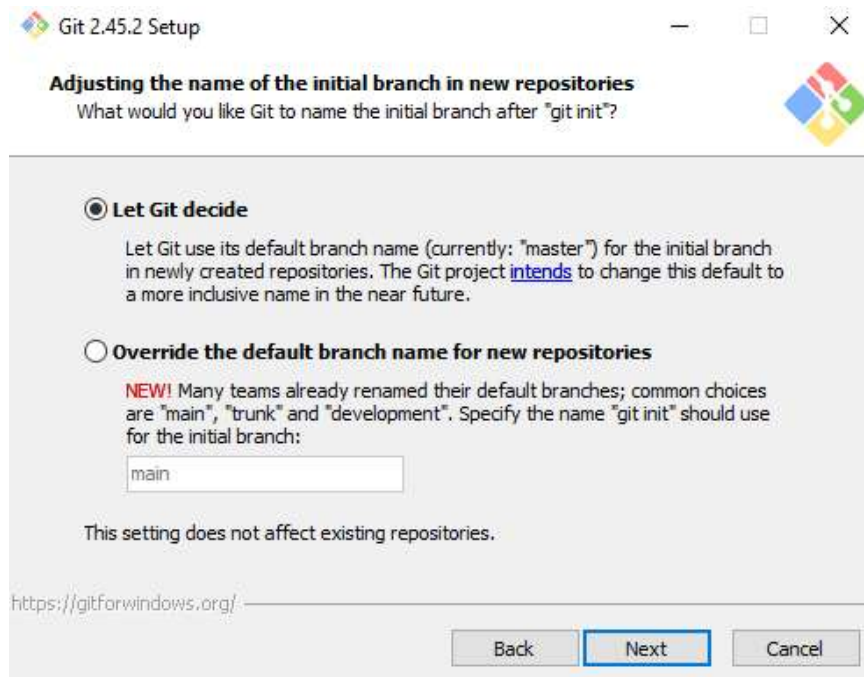 Git 2.45.2 Setup
Adjusting the name of the initial branch in new repositories
What would you like Git to name the initial branch after "git init"?
Let Git decide
Let Git use its default branch name (currently: "master") for the initial branch
in newly created repositories. The Git project intends to change this default to
a more inclusive name in the near future.
Override the default branch name for new repositories
NEW! Many teams already renamed their default branches; common choices
are "main", "trunk" and "development". Specify the name "git init" should use
for the initial branch:
main
This setting does not affect existing repositories.
https://gitforwindows.org/
Back Next Cancel